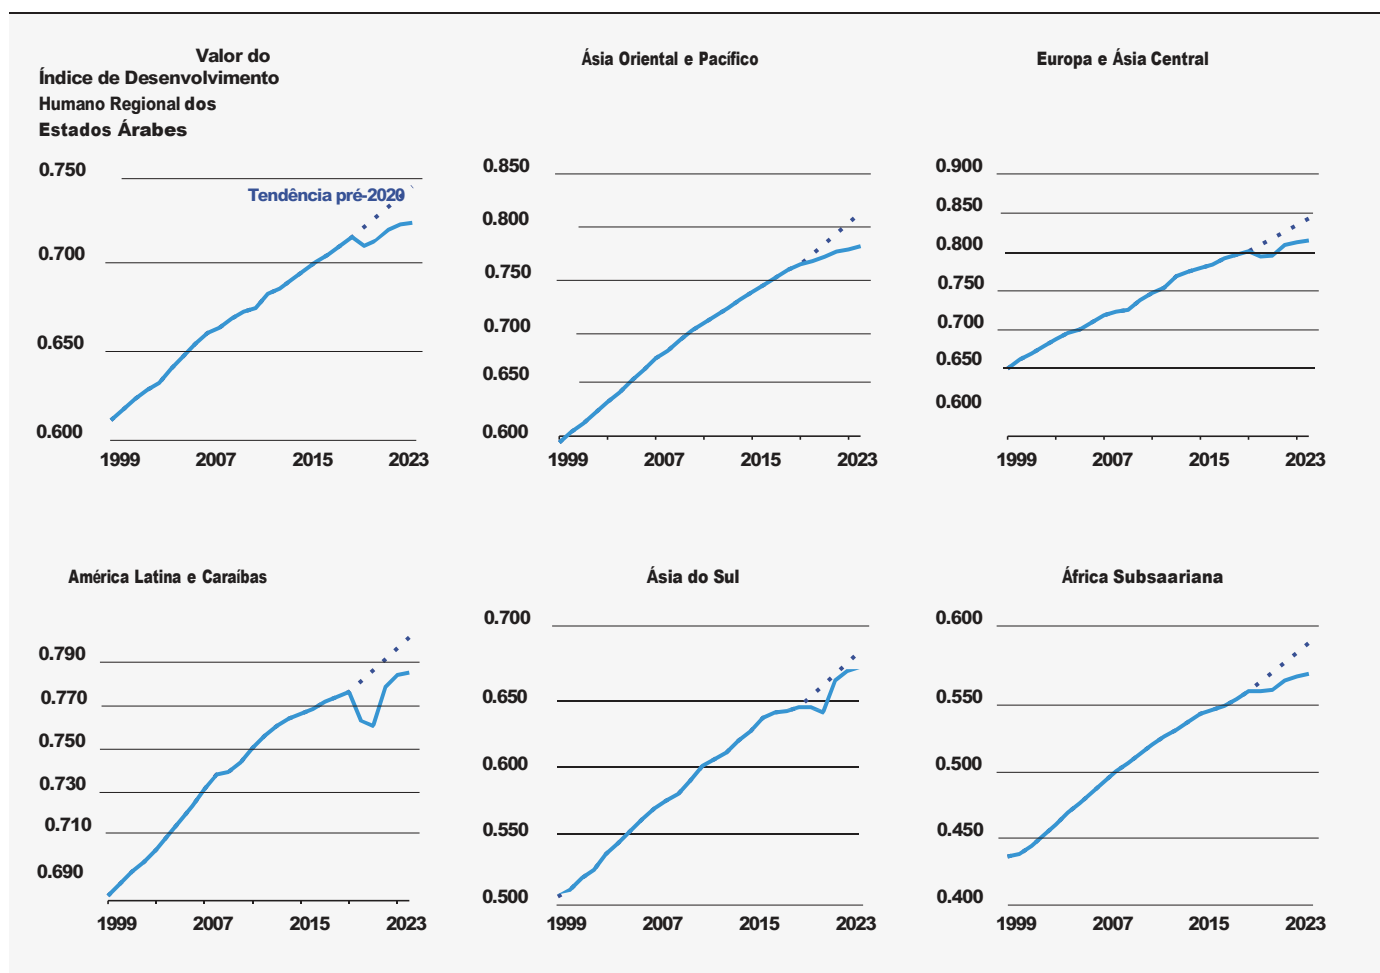 Valor do
Índice de Desenvolvimento
Humano Regional dos
Estados Árabes
0.750
Tendência pré-2020
0.700
0.650
0.600
1999 2007 2015 2023
Ásia Oriental e Pacífico
0.850
0.800
0.750
0.700
0.650
0.600
1999 2007 2015 2023
Europa e Ásia Central
0.900
0.850
0.800
0.750
0.700
0.650
0.600
1999 2007 2015 2023
América Latina e Caraíbas
0.790
0.770
0.750
0.730
0.710
0.690
1999 2007 2015 2023
Ásia do Sul
0.700
0.650
0.600
0.550
0.500
1999 2007 2015 2023
África Subsaariana
0.600
0.550
0.500
0.450
0.400
1999 2007 2015 2023